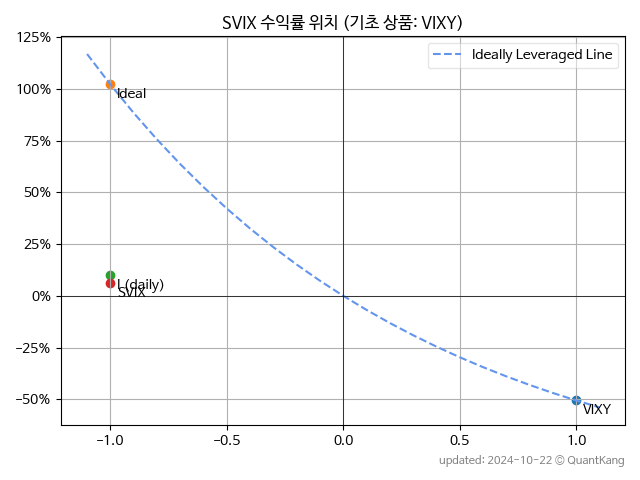 SVIX 수익률 위치 (기초 상품: VIXY)
125%
Ideally Leveraged Line
100%
Ideal
75%
50%
25%
L(daily)
SVIX
0%
−25%
−50%
VIXY
−1.0
−0.5
0.0
0.5
1.0
updated: 2024-10-22 © QuantKang